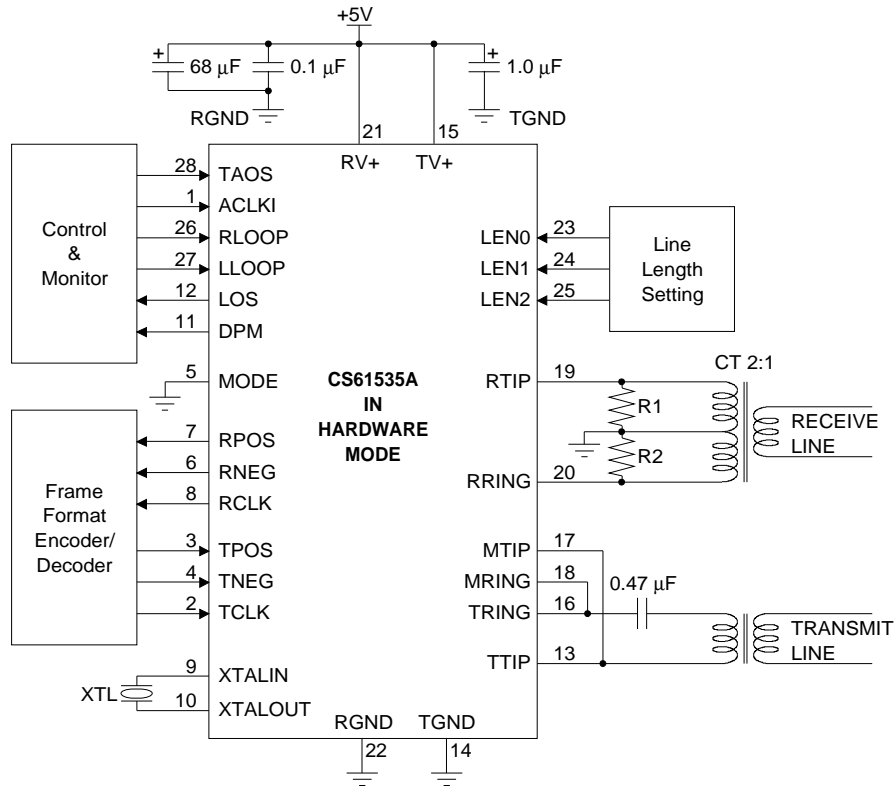 +5V
+ 68 μF 0.1 μF + 1.0 μF
RGND TGND
21 15
RV+ TV+
Control
&
Monitor
28 TAOS
1 ACLKI
26 RLOOP
27 LLOOP
12 LOS
11 DPM
LEN0 23
LEN1 24
LEN2 25
Line
Length
Setting
5 MODE
CS61535A
IN
HARDWARE
MODE
RTIP 19
CT 2:1
R1
R2
RECEIVE
LINE
RRING 20
Frame
Format
Encoder/
Decoder
7 RPOS
6 RNEG
8 RCLK
3 TPOS
4 TNEG
2 TCLK
MTIP 17
MRING 18
TRING 16
TTIP 13
0.47 μF
TRANSMIT
LINE
XTL
9 XTALIN
10 XTALOUT
RGND TGND
22 14